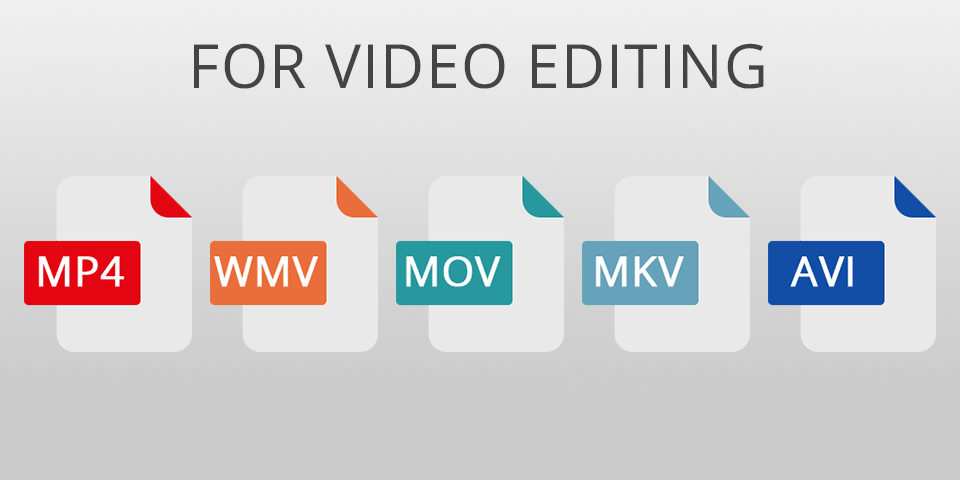 FOR VIDEO EDITING
MP4
WMV
MOV
MKV
AVI